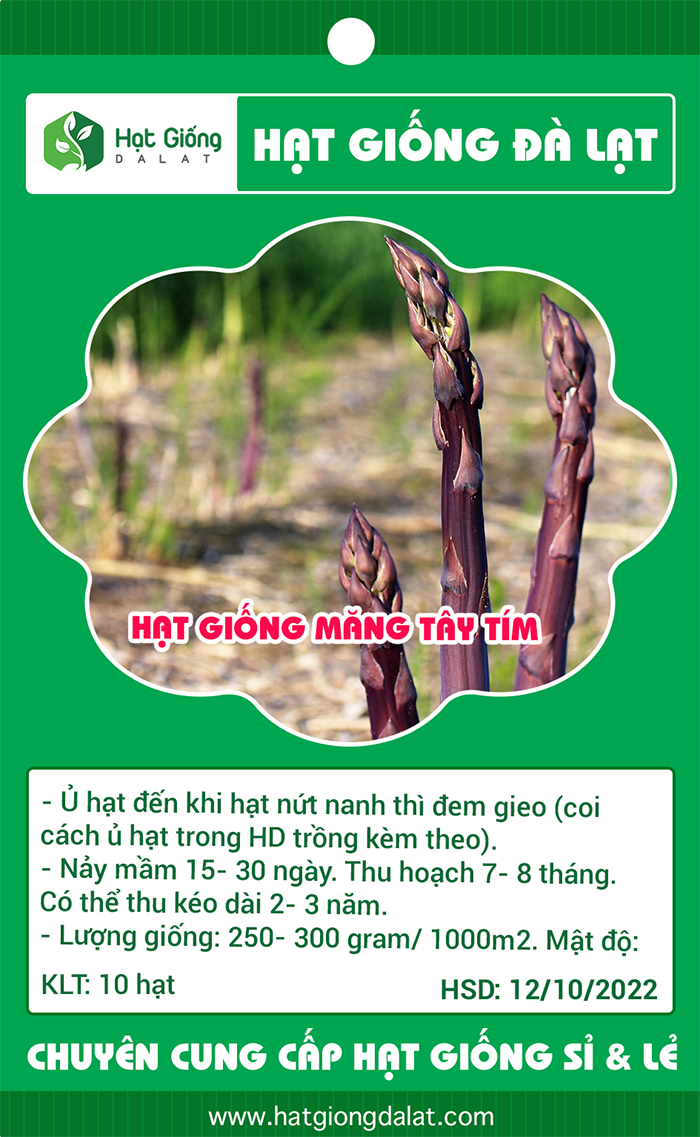 Hạt Giống
DALAT
HẠT GIỐNG ĐÀ LẠT
HẠT GIỐNG MĂNG TÂY TÍM
- Ủ hạt đến khi hạt nứt nanh thì đem gieo (coi
cách ủ hạt trong HD trồng kèm theo).
- Nảy mầm 15- 30 ngày. Thu hoạch 7- 8 tháng.
Có thể thu kéo dài 2- 3 năm.
- Lượng giống: 250- 300 gram/ 1000m2. Mật độ:
KLT: 10 hạt
HSD: 12/10/2022
CHUYÊN CUNG CẤP HẠT GIỐNG SỈ & LẺ
www.hatgiongdalat.com